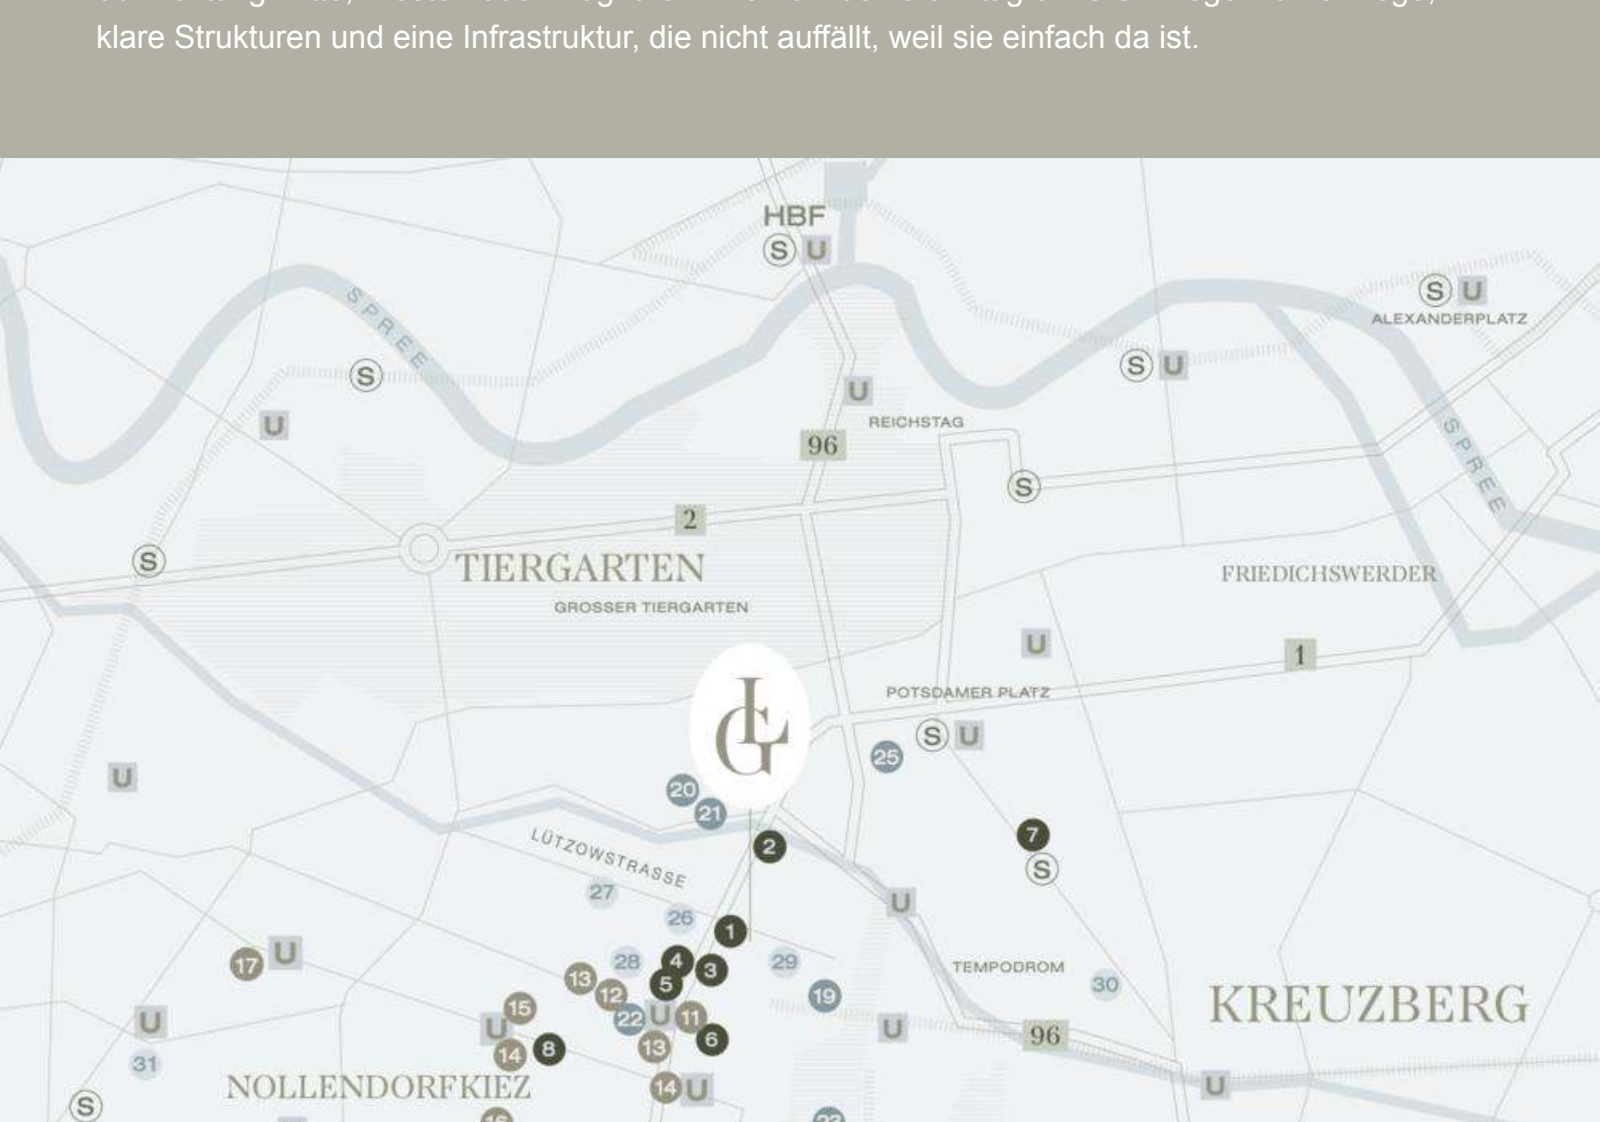 klare Strukturen und eine Infrastruktur, die nicht auffällt, weil sie einfach da ist.
HBF
S U
SPREE
S U
ALEXANDERPLATZ
S
S U
U
REICHSTAG
U
96
SPREE
S
2
S
TIERGARTEN
FRIEDICHSWERDER
GROSSER TIERGARTEN
U
1
POTSDAMER PLATZ
LG
S U
25
U
20
21
7
2
LÜTZOWSTRASSE
S
27
U
26
1
17 U
28
4
3
29
TEMPODROM
13
5
30
12
19
KREUZBERG
15
22 U 11
U
U
U
96
13
6
14
8
31
NOLLENDORFKIEZ
14 U
U
S